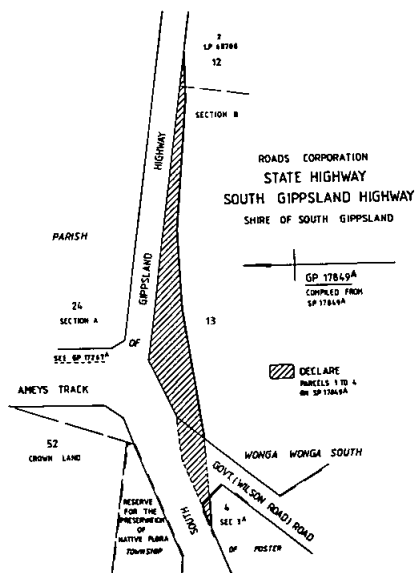 2
LP 68706
12
SECTION B
HIGHWAY
ROADS CORPORATION
STATE HIGHWAY
SOUTH GIPPSLAND HIGHWAY
SHIRE OF SOUTH GIPPSLAND
PARISH
GIPPSLAND
GP 17849A
COMPILED FROM
SP 17849A
24
SECTION A
13
OF
SEE GP 17767A
DECLARE
PARCELS 1 TO 4
ON SP 17849A
AMEYS TRACK
52
CROWN LAND
WONGA WONGA SOUTH
GOVT. (WILSON ROAD) ROAD
RESERVE
FOR THE
PRESERVATION
OF
NATIVE FLORA
TOWNSHIP
SOUTH
4
SEC 3A
OF FOSTER